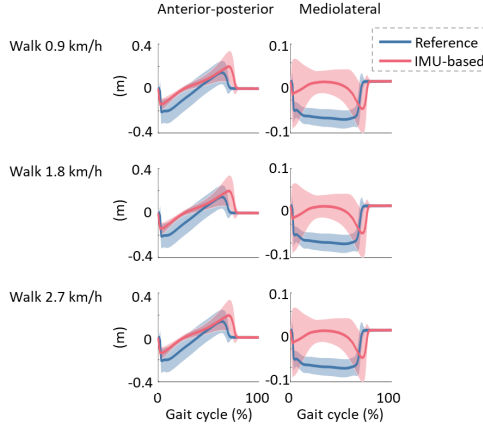 Anterior-posterior Mediolateral
Reference
IMU-based
Walk 0.9 km/h
0.4 0.1
(m)
0 0
-0.4 -0.1
Walk 1.8 km/h
0.4 0.1
(m)
0 0
-0.4 -0.1
Walk 2.7 km/h
0.4 0.1
(m)
0 0
-0.4 -0.1
0 100 0 100
Gait cycle (%) Gait cycle (%)